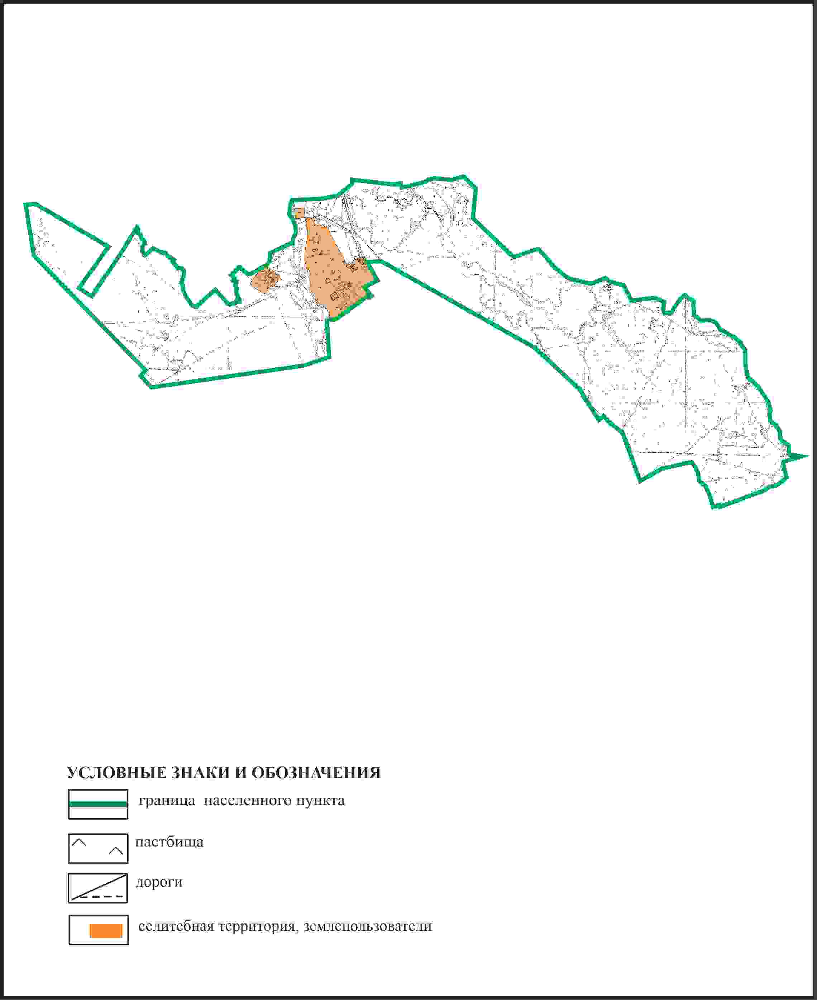 УСЛОВНЫЕ ЗНАКИ И ОБОЗНАЧЕНИЯ
граница населенного пункта
пастбища
дороги
селитебная территория, землепользователи